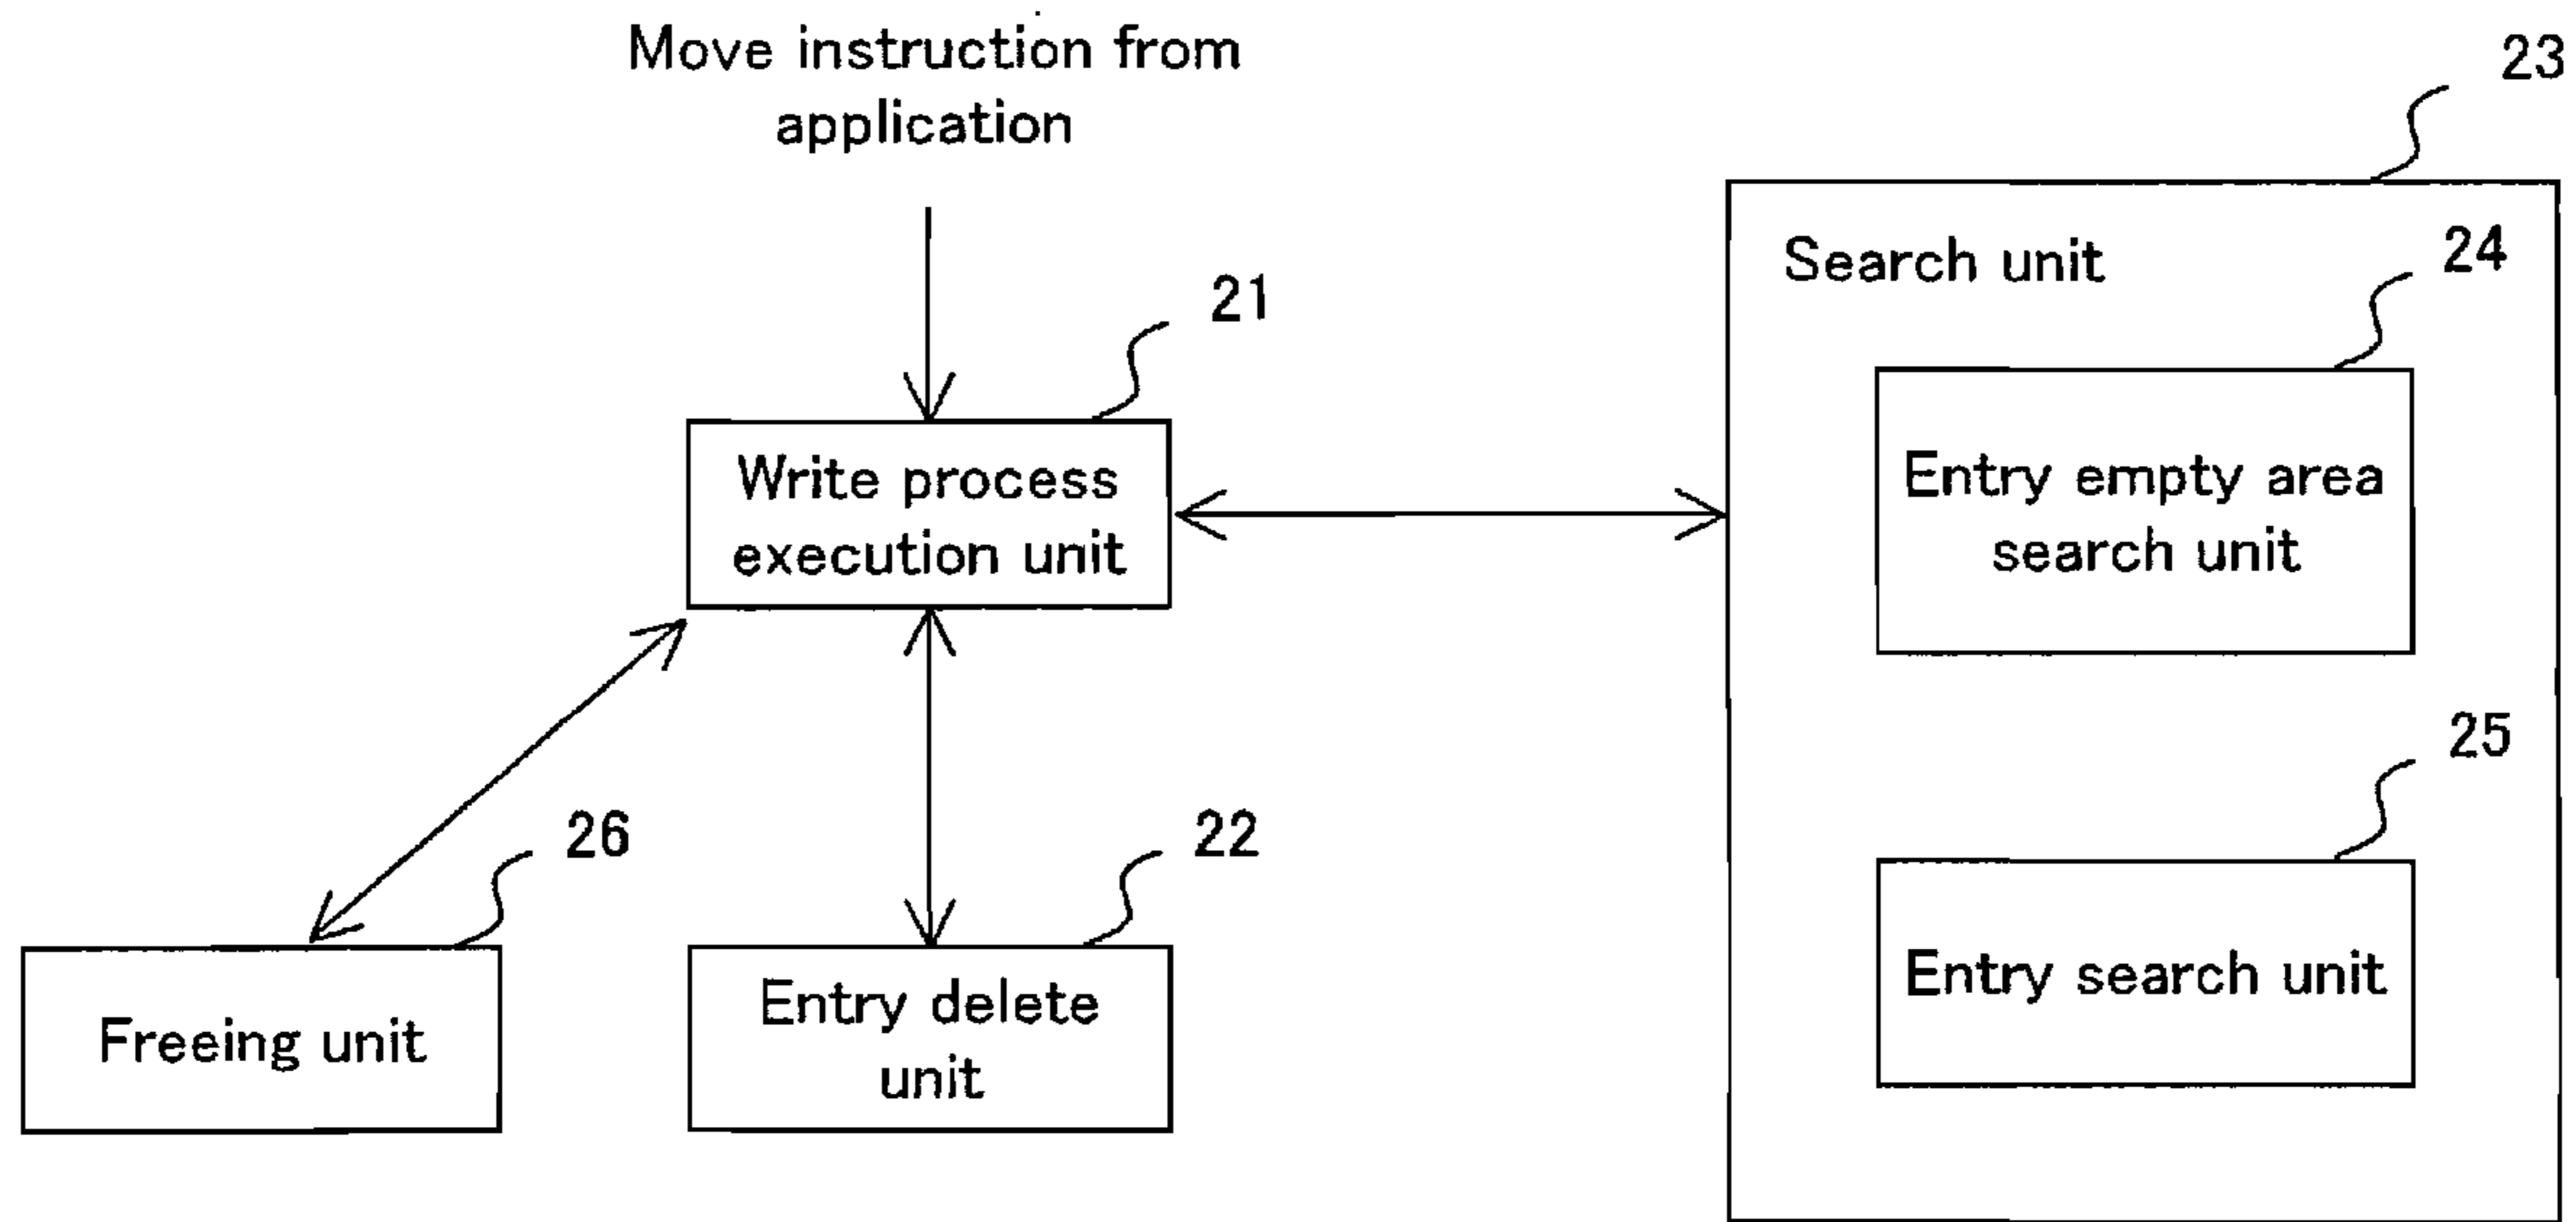 Move instruction from
application
23
Search unit
24
21
Write process
execution unit
Entry empty area
search unit
25
26
22
Entry search unit
Freeing unit
Entry delete
unit